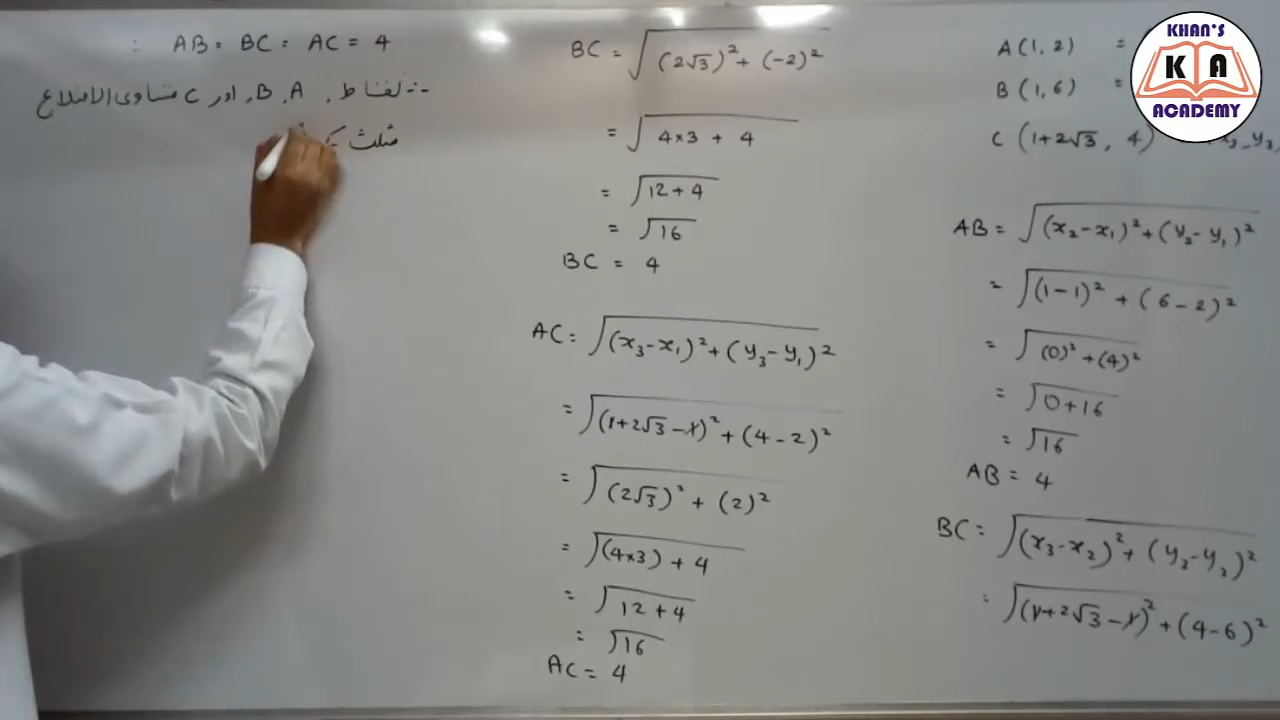 A (1, 2) =
B (1, 6) =
C (1+2√3, 4)
AB = √((x₂-x₁)²+(y₂-y₁)²)
= √((1-1)² + (6-2)²)
= √((0)² + (4)²)
= √(0+16)
= √16
AB = 4
BC = √((x₃-x₂)²+(y₃-y₂)²)
= √((1+2√3-1)²+(4-6)²)
BC = √((2√3)²+(-2)²)
= √(4×3 + 4)
= √(12+4)
= √16
BC = 4
AC = √((x₃-x₁)²+(y₃-y₁)²)
= √((1+2√3-1)²+(4-2)²)
= √((2√3)² + (2)²)
= √((4×3) + 4)
= √(12+4)
= √16
AC = 4
∵ AB = BC = AC = 4
∴ نقاط A، B، اور C متساوی الاضلاع
مثلث کے
KHAN'S
K A
ACADEMY